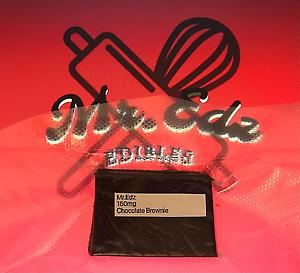 Mr. Edz
EDIBLES
Mr.Edz
150mg
Chocolate Brownie